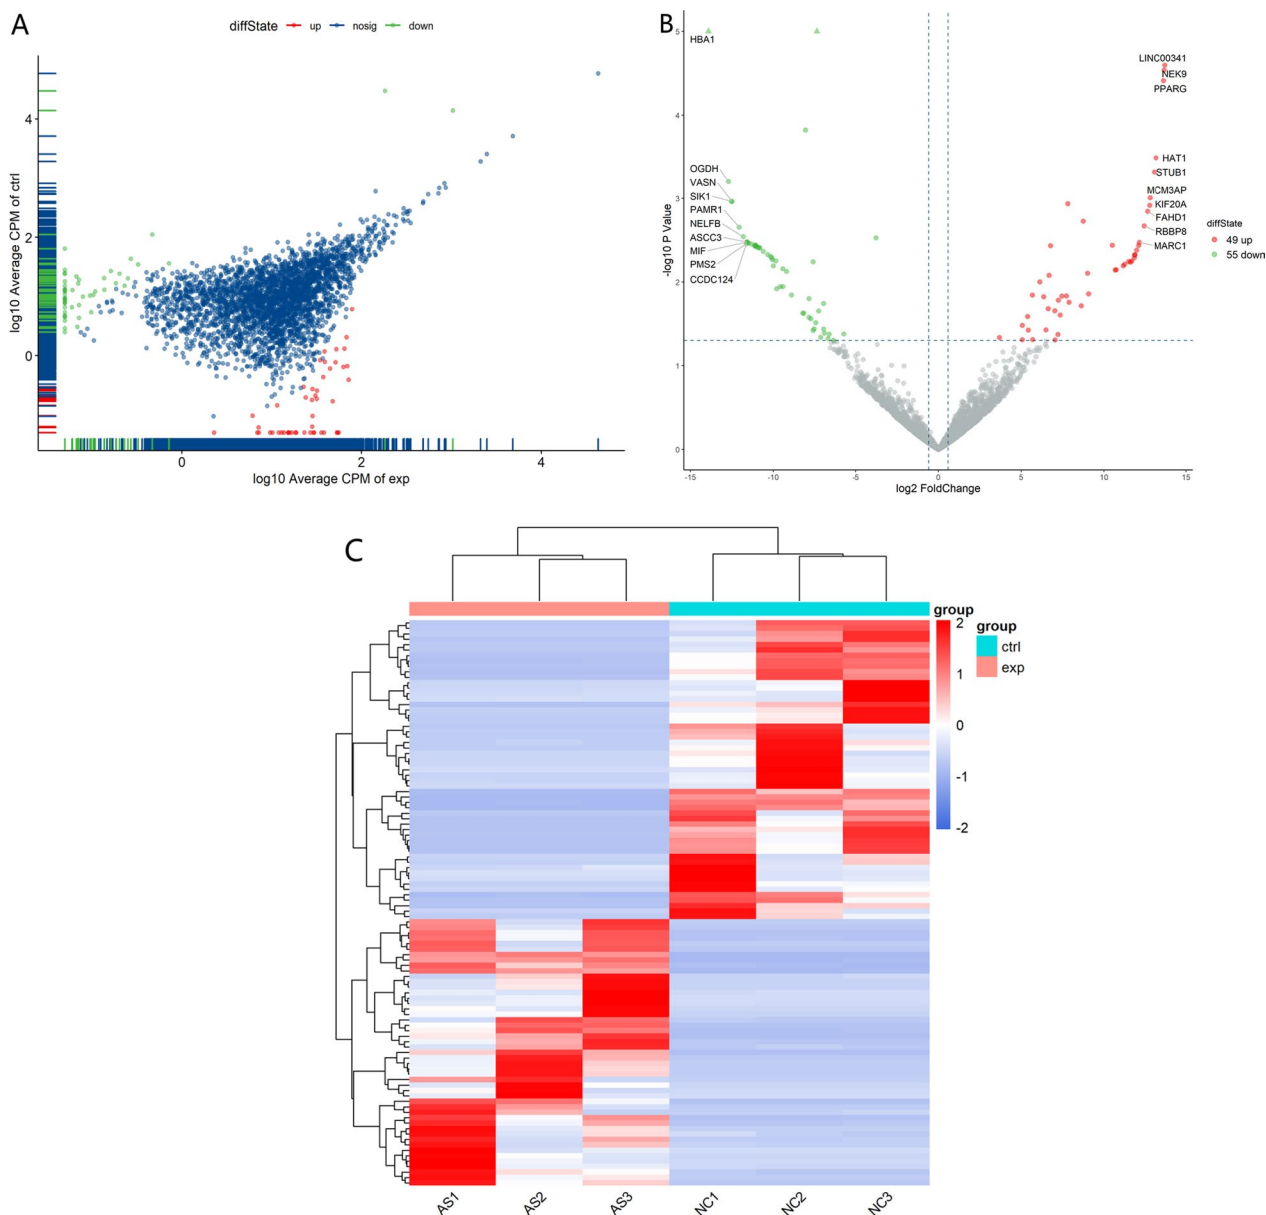 A
diffState up nosig down
log10 Average CPM of ctrl
4
2
0
0 2 4
log10 Average CPM of exp
B
-log10 P Value
5
4
3
2
1
0
HBA1
LINC00341
NEK9
PPARG
HAT1
STUB1
MCM3AP
KIF20A
FAHD1
RBBP8
MARC1
OGDH
VASN
SIK1
PAMR1
NELFB
ASCC3
MIF
PMS2
CCDC124
diffState
49 up
55 down
-15 -10 -5 0 5 10 15
log2 FoldChange
C
group
2
1
0
-1
-2
group
ctrl
exp
AS1 AS2 AS3 NC1 NC2 NC3